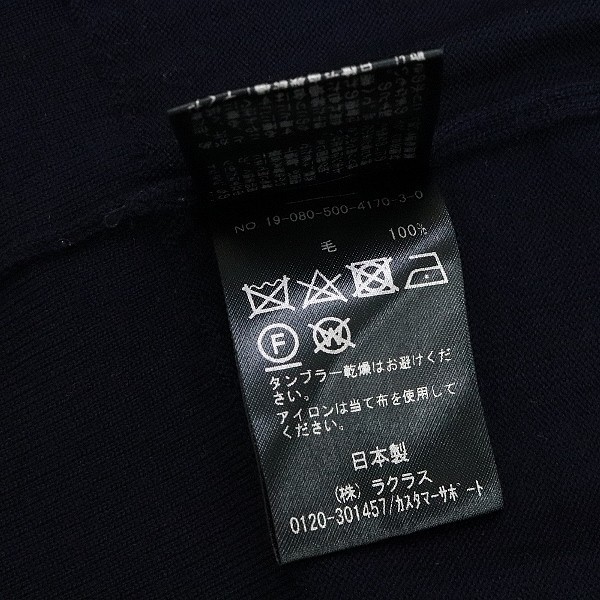 NO 19-080-500-4170-3-0
毛 100%
F
W
タンブラー乾燥はお避けくだ
さい。
アイロンは当て布を使用して
ください。
日本製
(株) ラクラス
0120-301457/カスタマーサポート